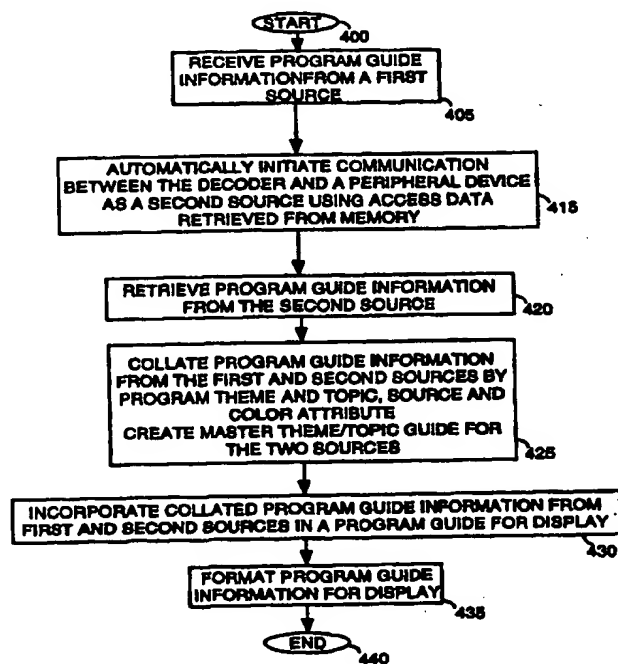 START
400
RECEIVE PROGRAM GUIDE
INFORMATIONFROM A FIRST
SOURCE
405
AUTOMATICALLY INITIATE COMMUNICATION
BETWEEN THE DECODER AND A PERIPHERAL DEVICE
AS A SECOND SOURCE USING ACCESS DATA
RETRIEVED FROM MEMORY
415
RETRIEVE PROGRAM GUIDE INFORMATION
FROM THE SECOND SOURCE
420
COLLATE PROGRAM GUIDE INFORMATION
FROM THE FIRST AND SECOND SOURCES BY
PROGRAM THEME AND TOPIC, SOURCE AND
COLOR ATTRIBUTE
CREATE MASTER THEME/TOPIC GUIDE FOR
THE TWO SOURCES
425
INCORPORATE COLLATED PROGRAM GUIDE INFORMATION FROM
FIRST AND SECOND SOURCES IN A PROGRAM GUIDE FOR DISPLAY
430
FORMAT PROGRAM GUIDE
INFORMATION FOR DISPLAY
435
END
440